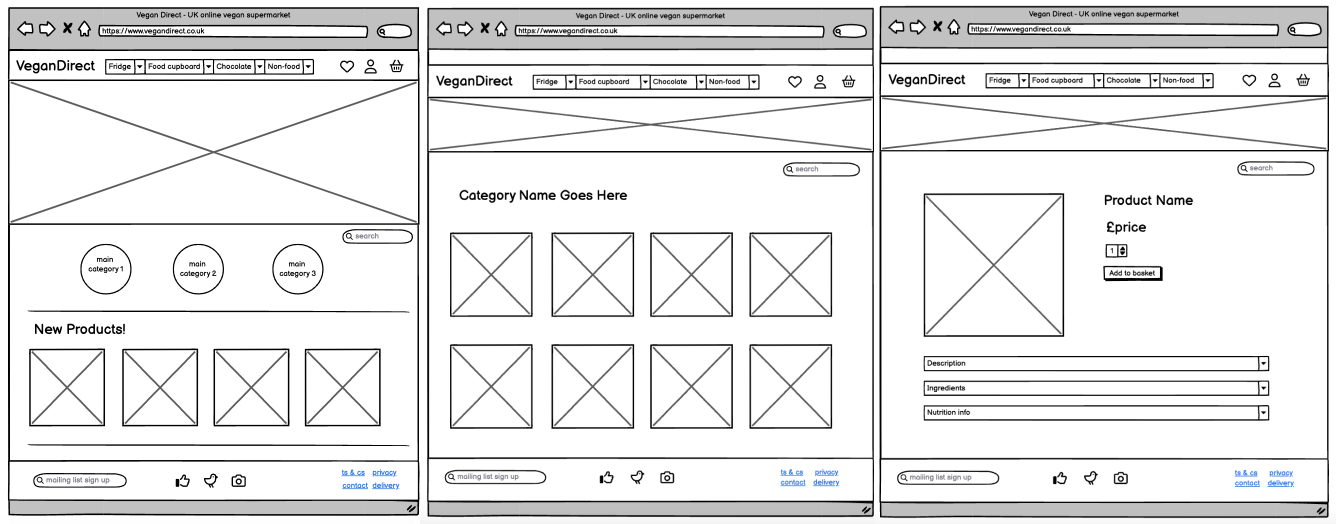 Vegan Direct - UK online vegan supermarket
https://www.vegandirect.co.uk
VeganDirect Fridge Food cupboard Chocolate Non-food
search
main category 1
main category 2
main category 3
New Products!
mailing list sign up
ts & cs privacy
contact delivery
Vegan Direct - UK online vegan supermarket
https://www.vegandirect.co.uk
VeganDirect Fridge Food cupboard Chocolate Non-food
search
Category Name Goes Here
mailing list sign up
ts & cs privacy
contact delivery
Vegan Direct - UK online vegan supermarket
https://www.vegandirect.co.uk
VeganDirect Fridge Food cupboard Chocolate Non-food
search
Product Name
£price
1
Add to basket
Description
Ingredients
Nutrition info
mailing list sign up
ts & cs privacy
contact delivery